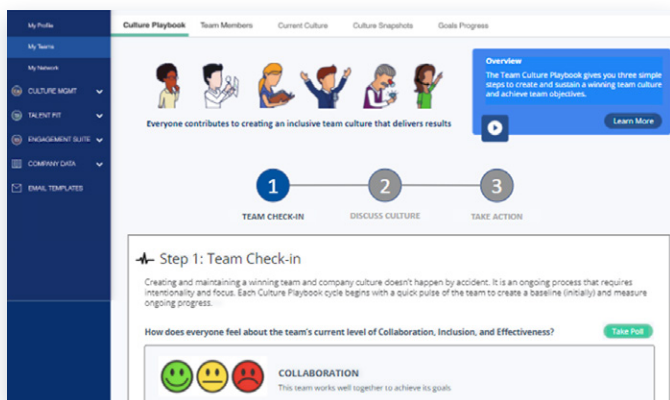 My Profile
My Teams
My Network
CULTURE MGMT
TALENT FIT
ENGAGEMENT SUITE
COMPANY DATA
EMAIL TEMPLATES
Culture Playbook Team Members Current Culture Culture Snapshots Goals Progress
Everyone contributes to creating an inclusive team culture that delivers results
Overview
The Team Culture Playbook gives you three simple
steps to create and sustain a winning team culture
and achieve team objectives.
Learn More
1 2 3
TEAM CHECK-IN DISCUSS CULTURE TAKE ACTION
Step 1: Team Check-in
Creating and maintaining a winning team and company culture doesn't happen by accident. It is an ongoing process that requires
intentionality and focus. Each Culture Playbook cycle begins with a quick pulse of the team to create a baseline (initially) and measure
ongoing progress.
How does everyone feel about the team's current level of Collaboration, Inclusion, and Effectiveness? Take Poll
COLLABORATION
This team works well together to achieve its goals